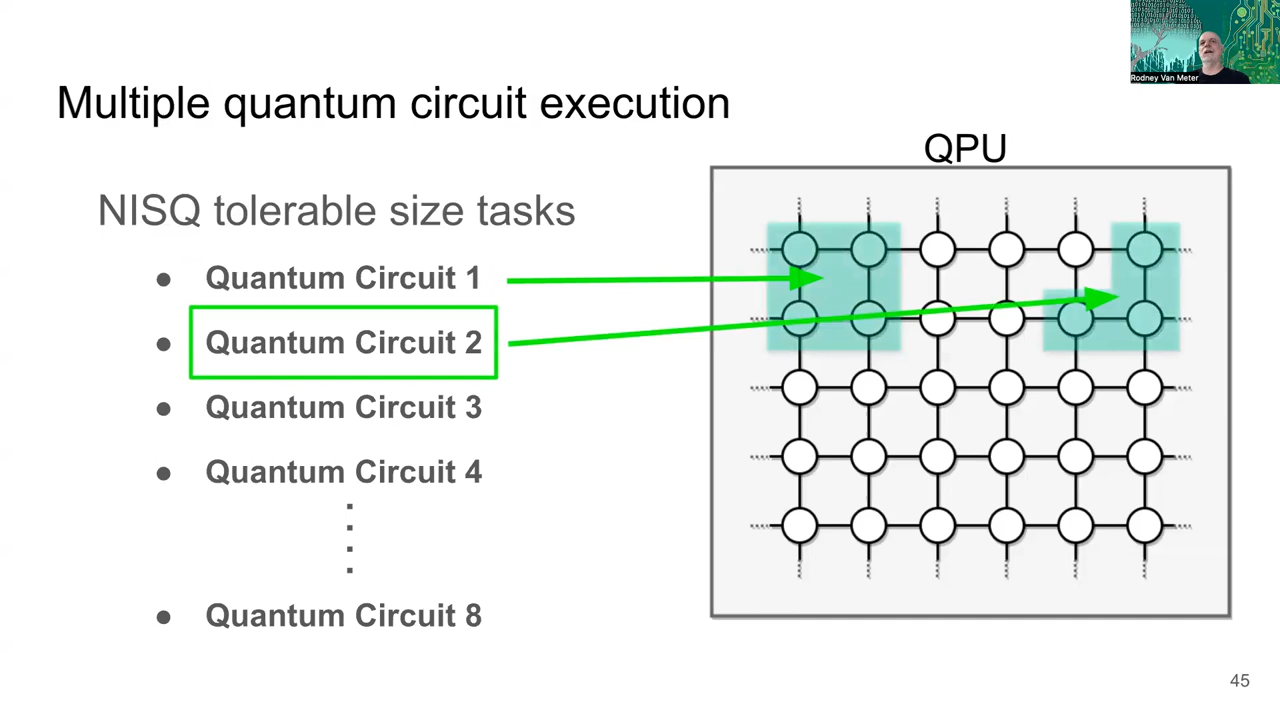 Rodney Van Meter
Multiple quantum circuit execution
QPU
NISQ tolerable size tasks
● Quantum Circuit 1
● Quantum Circuit 2
● Quantum Circuit 3
● Quantum Circuit 4
● Quantum Circuit 8
45